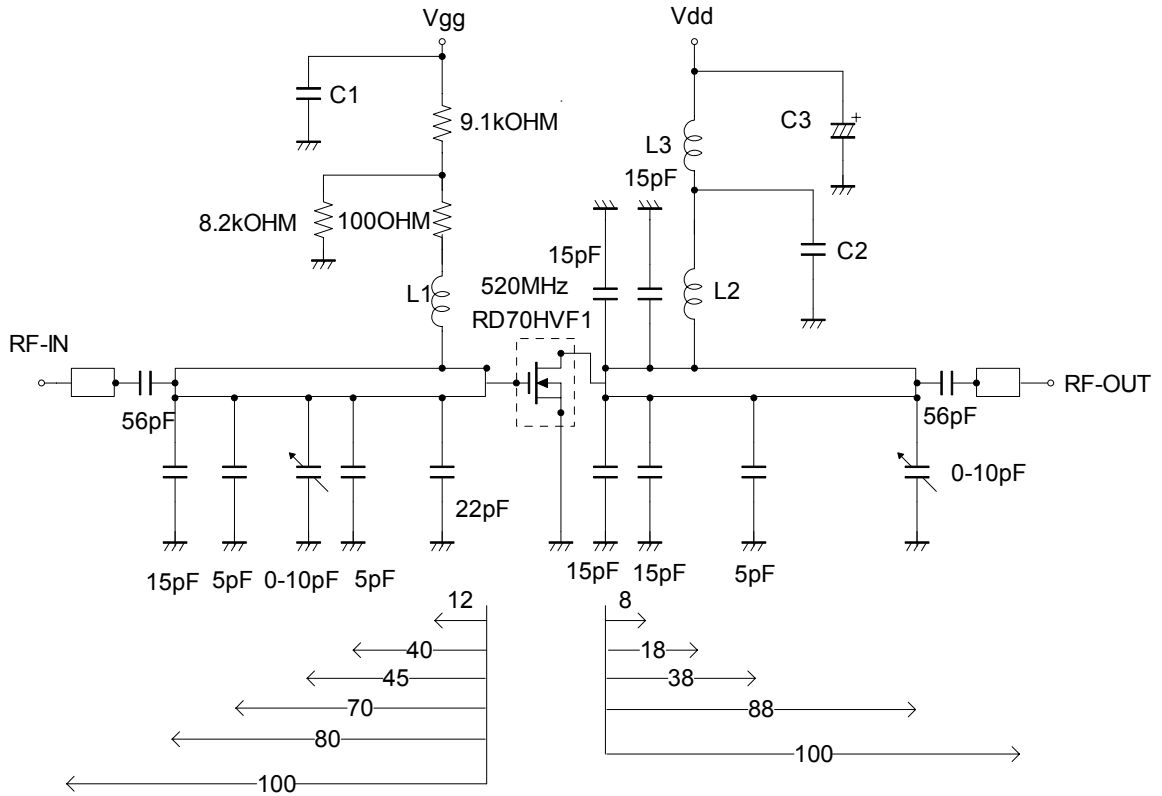 Vgg
Vdd
C1
9.1kOHM
L3
C3
+
15pF
8.2kOHM
100OHM
15pF
C2
L1
520MHz
L2
RD70HVF1
RF-IN
RF-OUT
56pF
56pF
22pF
0-10pF
15pF
5pF
0-10pF
5pF
15pF
15pF
5pF
12
8
40
18
45
38
70
88
80
100
100